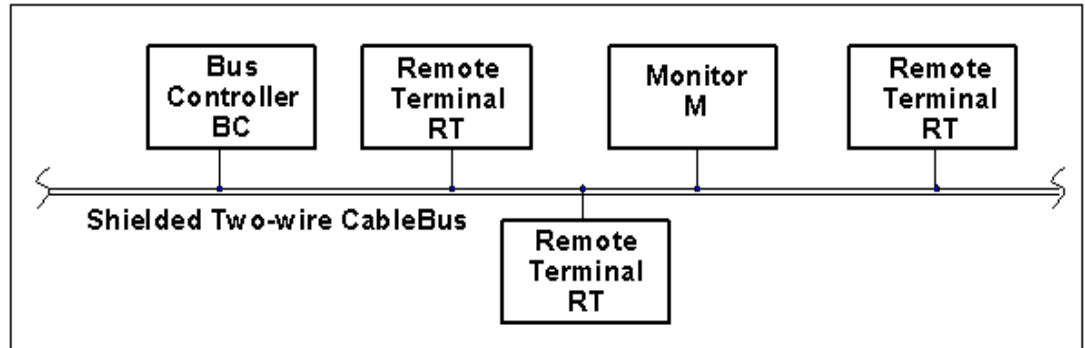 Bus
Controller
BC
Remote
Terminal
RT
Monitor
M
Remote
Terminal
RT
Shielded Two-wire CableBus
Remote
Terminal
RT